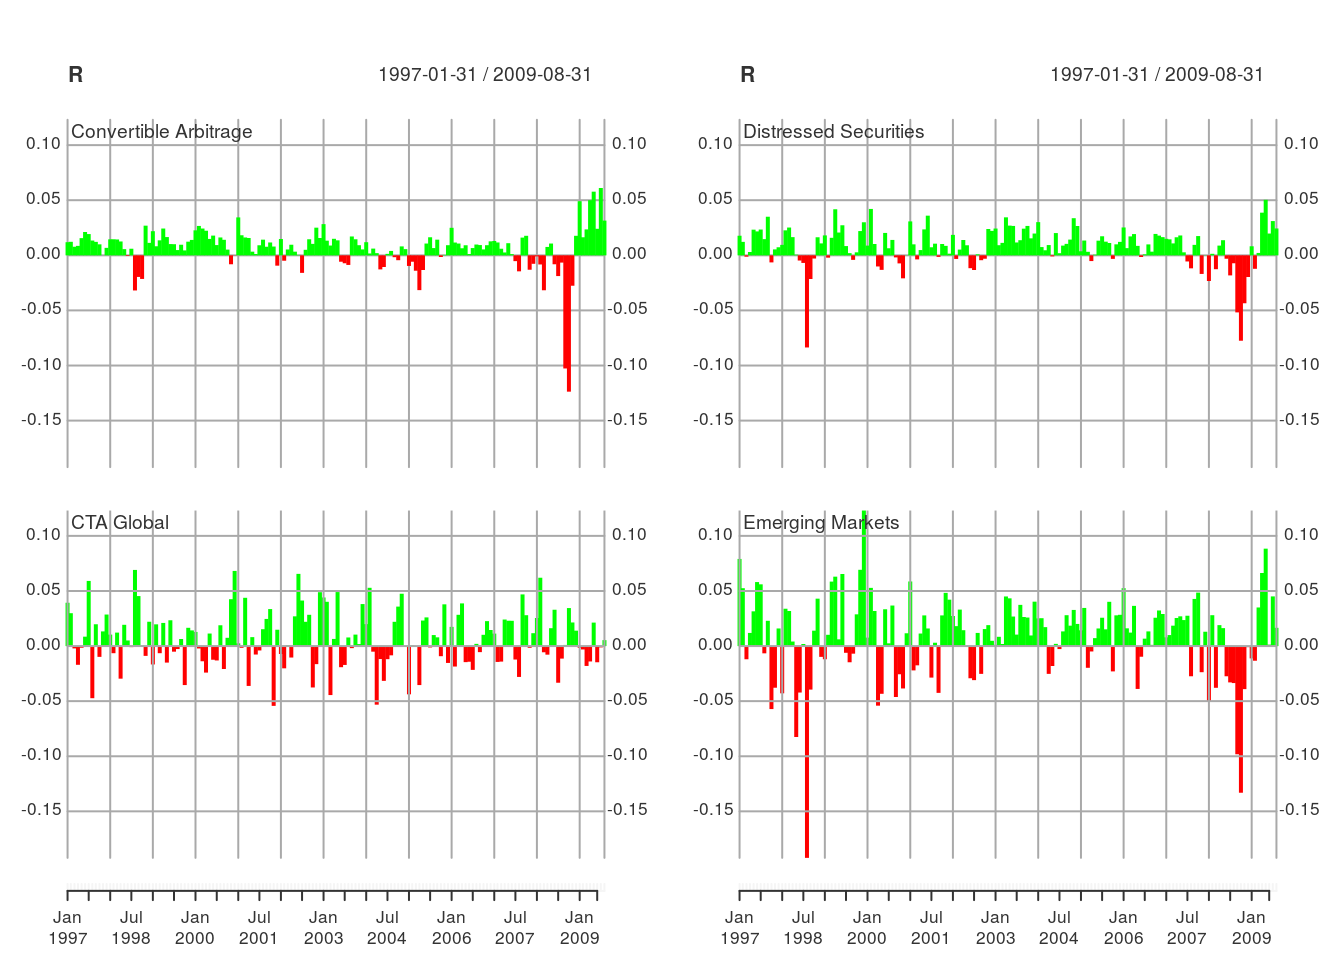 R 1997-01-31 / 2009-08-31 R 1997-01-31 / 2009-08-31
Convertible Arbitrage Distressed Securities
0.10 0.10 0.10 0.10
0.05 0.05 0.05 0.05
0.00 0.00 0.00 0.00
-0.05 -0.05 -0.05 -0.05
-0.10 -0.10 -0.10 -0.10
-0.15 -0.15 -0.15 -0.15
CTA Global Emerging Markets
0.10 0.10 0.10 0.10
0.05 0.05 0.05 0.05
0.00 0.00 0.00 0.00
-0.05 -0.05 -0.05 -0.05
-0.10 -0.10 -0.10 -0.10
-0.15 -0.15 -0.15 -0.15
Jan Jul Jan Jul Jan Jul Jan Jul Jan Jan Jul Jan Jul Jan Jul Jan Jul Jan
1997 1998 2000 2001 2003 2004 2006 2007 2009 1997 1998 2000 2001 2003 2004 2006 2007 2009